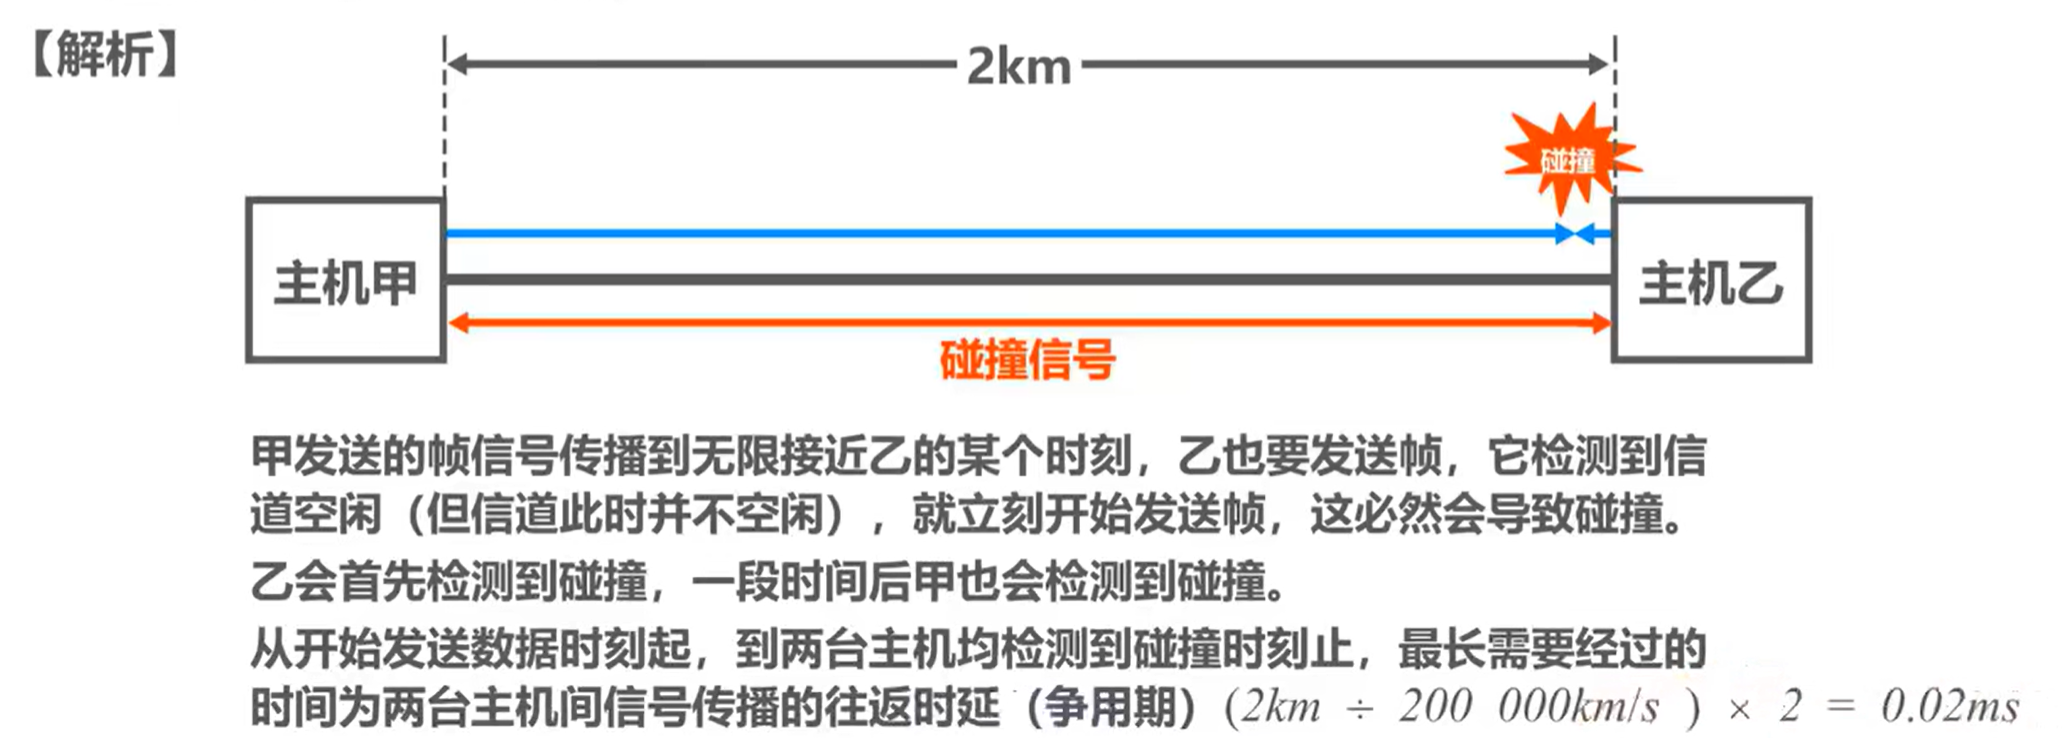 【解析】
2km
碰撞
主机甲
主机乙
碰撞信号
甲发送的帧信号传播到无限接近乙的某个时刻，乙也要发送帧，它检测到信
道空闲（但信道此时并不空闲），就立刻开始发送帧，这必然会导致碰撞。
乙会首先检测到碰撞，一段时间后甲也会检测到碰撞。
从开始发送数据时刻起，到两台主机均检测到碰撞时刻止，最长需要经过的
时间为两台主机间信号传播的往返时延（争用期）(2km ÷ 200 000km/s ) × 2 = 0.02ms